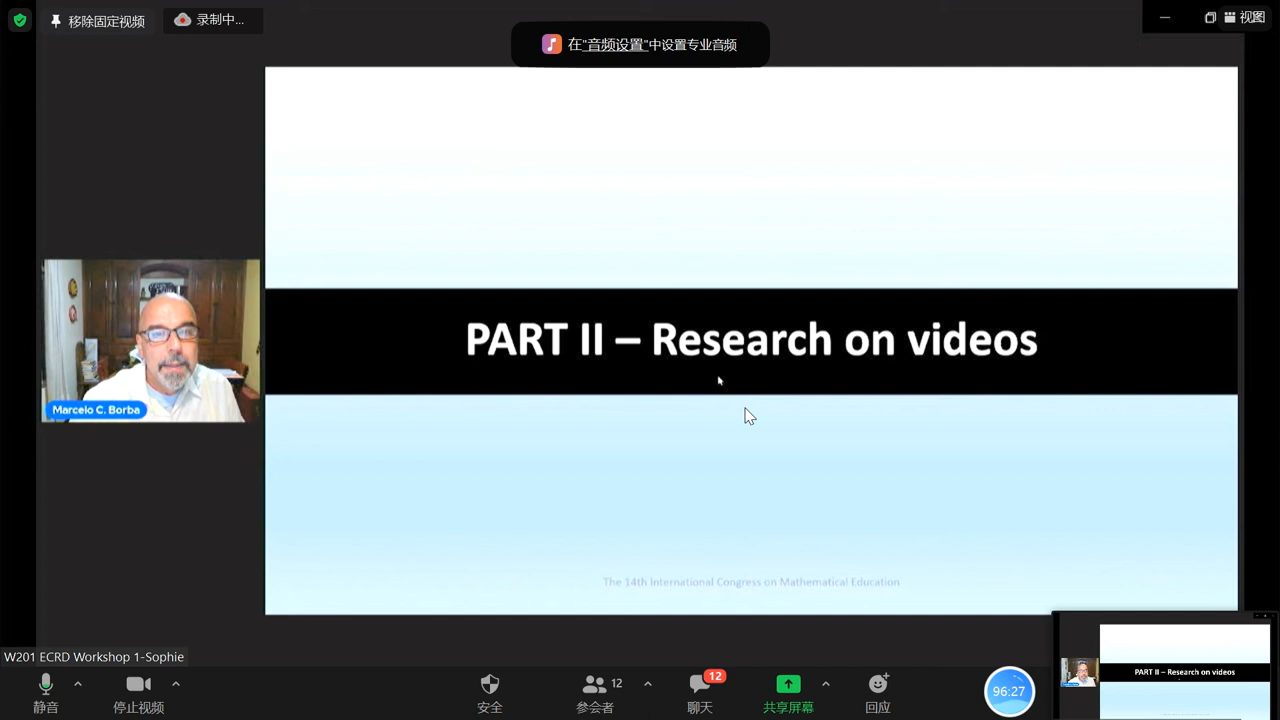 移除固定视频
录制中...
在"音频设置"中设置专业音频
视图
PART II – Research on videos
Marcelo C. Borba
The 14th International Congress on Mathematical Education
W201 ECRD Workshop 1-Sophie
静音
停止视频
安全
参会者
12
聊天
12
共享屏幕
回应
96:27
PART II – Research on videos